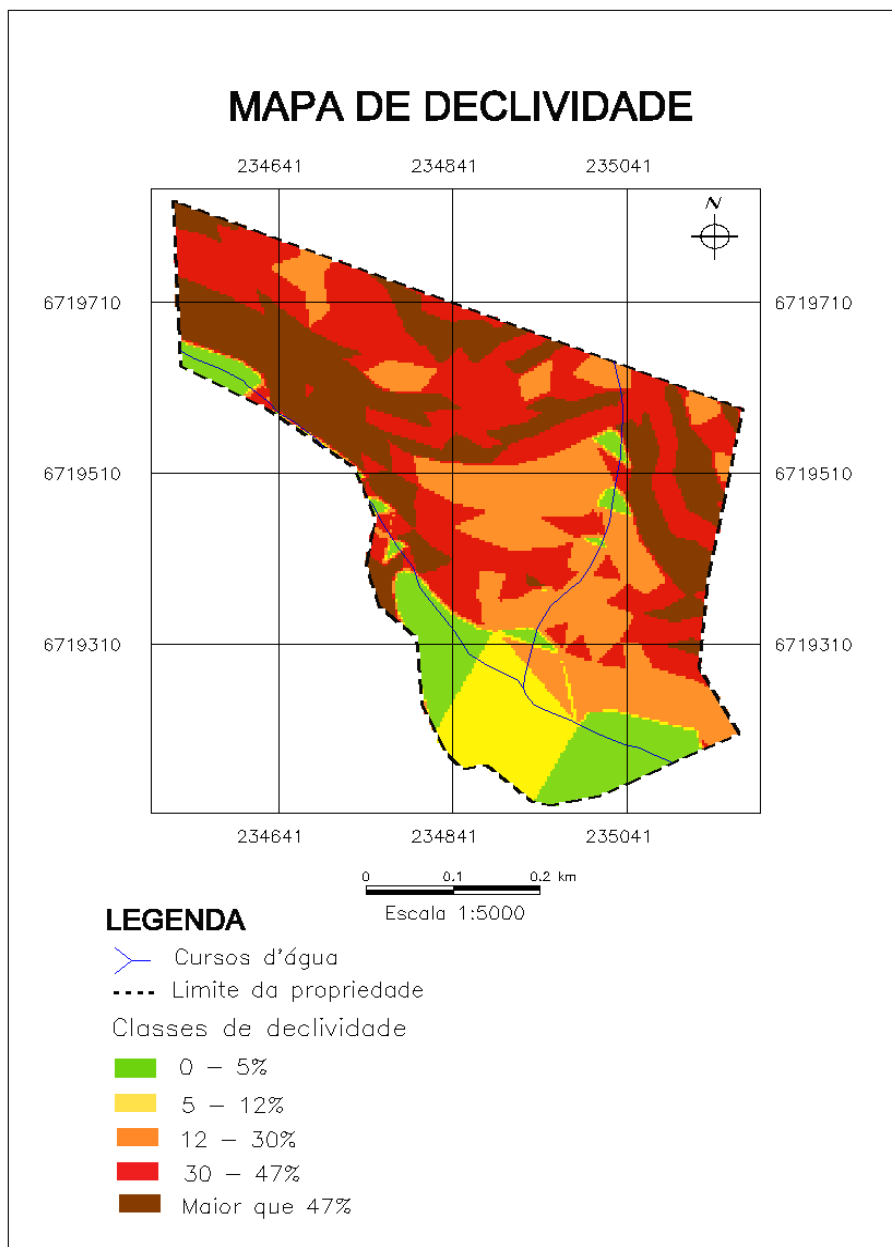 MAPA DE DECLIVIDADE
234641 234841 235041
N
6719710 6719710
6719510 6719510
6719310 6719310
234641 234841 235041
0 0.1 0.2 km
Escala 1:5000
LEGENDA
Cursos d'água
Limite da propriedade
Classes de declividade
0 – 5%
5 – 12%
12 – 30%
30 – 47%
Maior que 47%